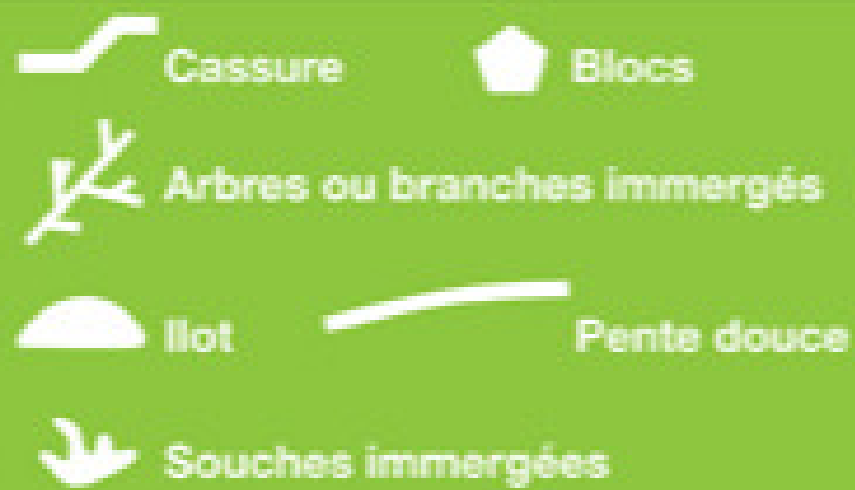 Cassure Blocs
Arbres ou branches immergés
Ilot Pente douce
Souches immergées